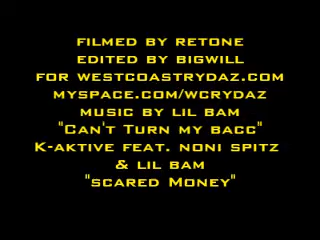 FILMED BY RETONE
EDITED BY BIGWILL
FOR WESTCOASTRYDAZ.COM
MYSPACE.COM/WCRYDAZ
MUSIC BY LIL BAM
"CAN'T TURN MY BACC"
K-AKTIVE FEAT. NONI SPITZ
& LIL BAM
"SCARED MONEY"